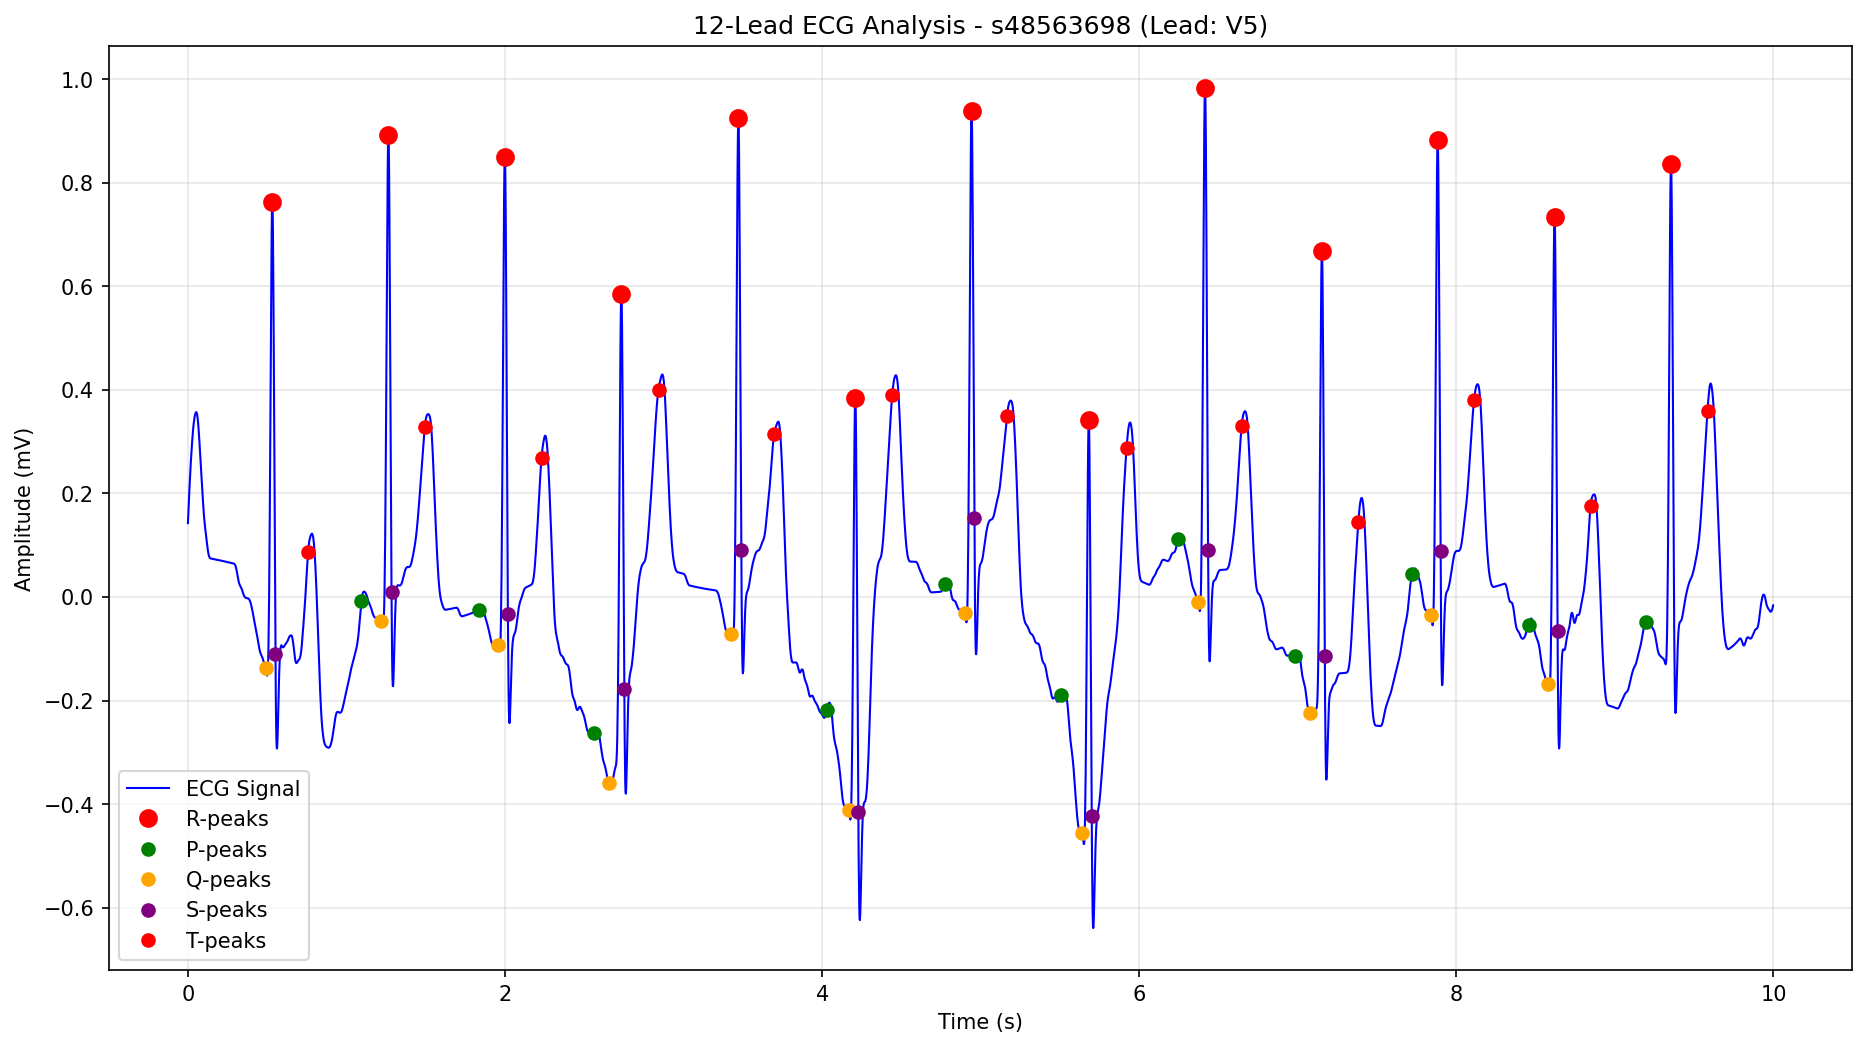 12-Lead ECG Analysis - s48563698 (Lead: V5)
Amplitude (mV)
1.0
0.8
0.6
0.4
0.2
0.0
−0.2
−0.4
−0.6
ECG Signal
R-peaks
P-peaks
Q-peaks
S-peaks
T-peaks
0 2 4 6 8 10
Time (s)